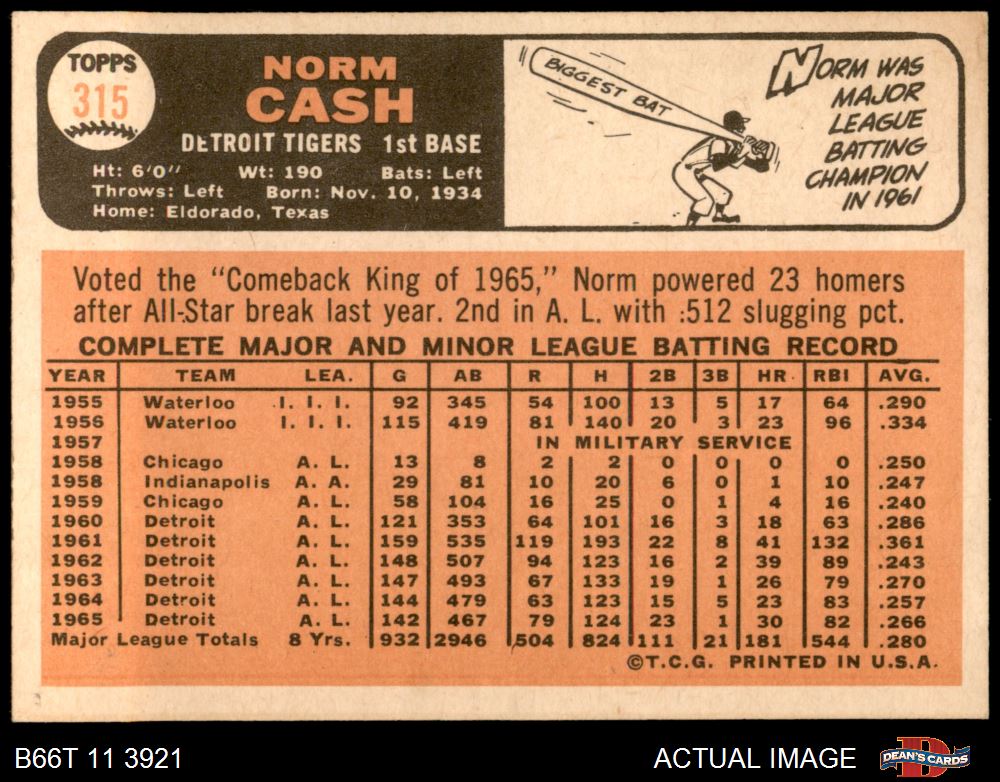 TOPPS
315
NORM
CASH
DETROIT TIGERS 1st BASE
Ht: 6'0" Wt: 190 Bats: Left
Throws: Left Born: Nov. 10, 1934
Home: Eldorado, Texas
BIGGEST BAT
NORM WAS
MAJOR
LEAGUE
BATTING
CHAMPION
IN 1961
Voted the "Comeback King of 1965," Norm powered 23 homers
after All-Star break last year. 2nd in A. L. with .512 slugging pct.
COMPLETE MAJOR AND MINOR LEAGUE BATTING RECORD
YEAR TEAM LEA. G AB R H 2B 3B HR RBI AVG.
1955 Waterloo I. I. I. 92 345 54 100 13 5 17 64 .290
1956 Waterloo I. I. I. 115 419 81 140 20 3 23 96 .334
1957 IN MILITARY SERVICE
1958 Chicago A. L. 13 8 2 2 0 0 0 0 .250
1958 Indianapolis A. A. 29 81 10 20 6 0 1 10 .247
1959 Chicago A. L. 58 104 16 25 0 1 4 16 .240
1960 Detroit A. L. 121 353 64 101 16 3 18 63 .286
1961 Detroit A. L. 159 535 119 193 22 8 41 132 .361
1962 Detroit A. L. 148 507 94 123 16 2 39 89 .243
1963 Detroit A. L. 147 493 67 133 19 1 26 79 .270
1964 Detroit A. L. 144 479 63 123 15 5 23 83 .257
1965 Detroit A. L. 142 467 79 124 23 1 30 82 .266
Major League Totals 8 Yrs. 932 2946 504 824 111 21 181 544 .280
©T.C.G. PRINTED IN U.S.A.
B66T 11 3921
ACTUAL IMAGE
DEAN'S CARDS